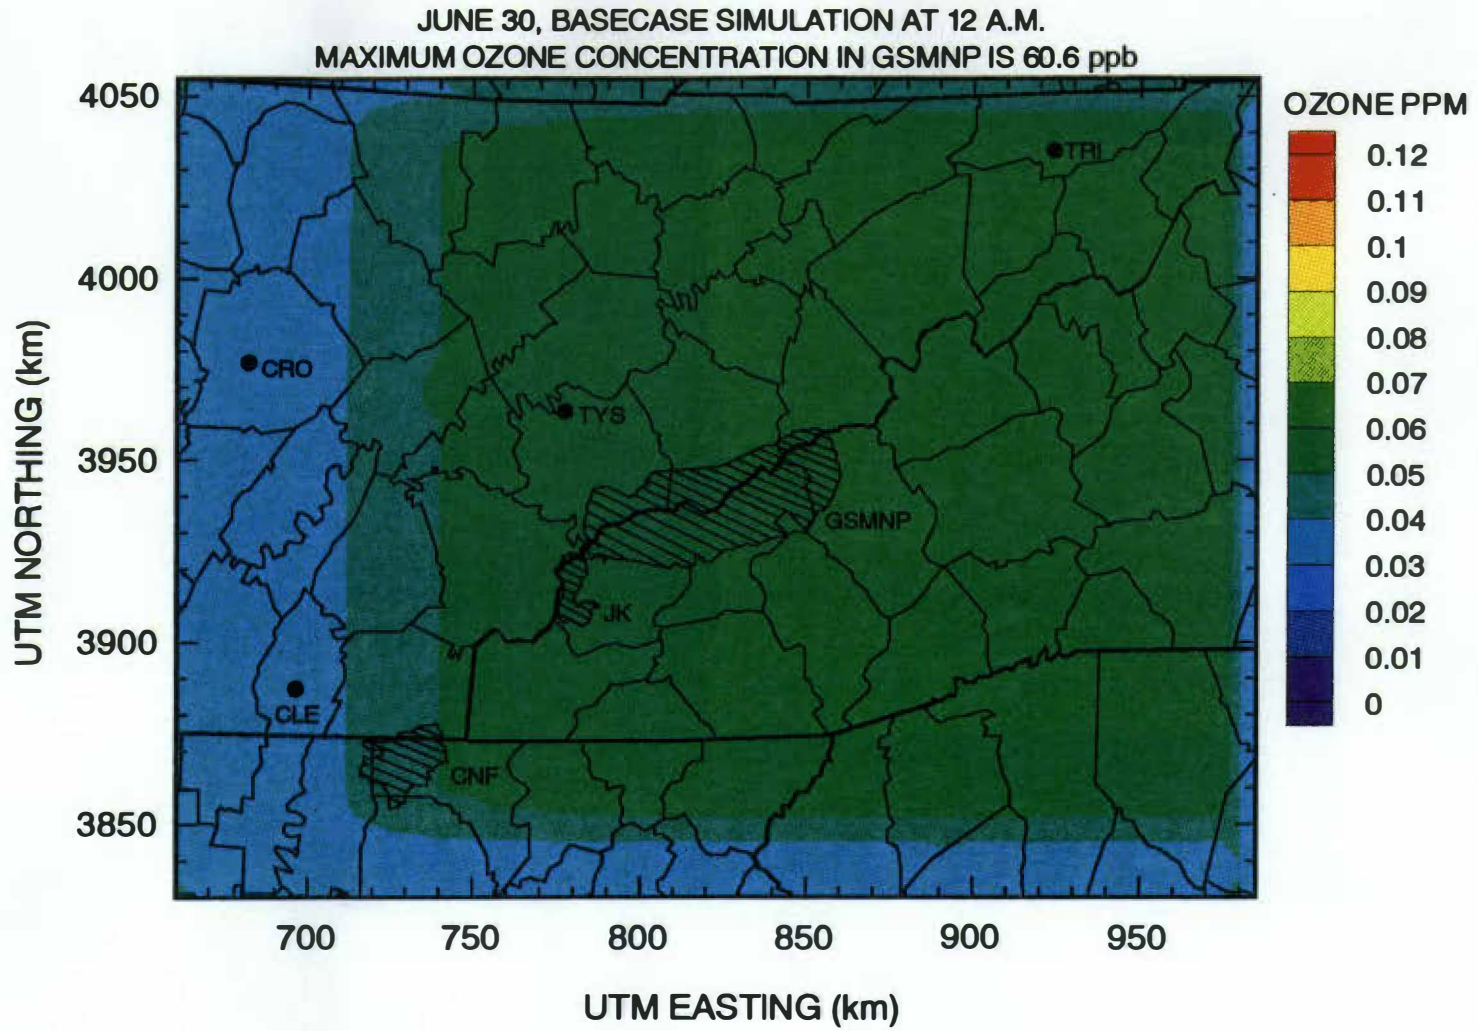 JUNE 30, BASECASE SIMULATION AT 12 A.M.
MAXIMUM OZONE CONCENTRATION IN GSMNP IS 60.6 ppb
OZONE PPM
0.12
0.11
0.1
0.09
0.08
0.07
0.06
0.05
0.04
0.03
0.02
0.01
0
UTM NORTHING (km)
4050
4000
3950
3900
3850
TRI
CRO
TYS
GSMNP
JK
CLE
CNF
700
750
800
850
900
950
UTM EASTING (km)